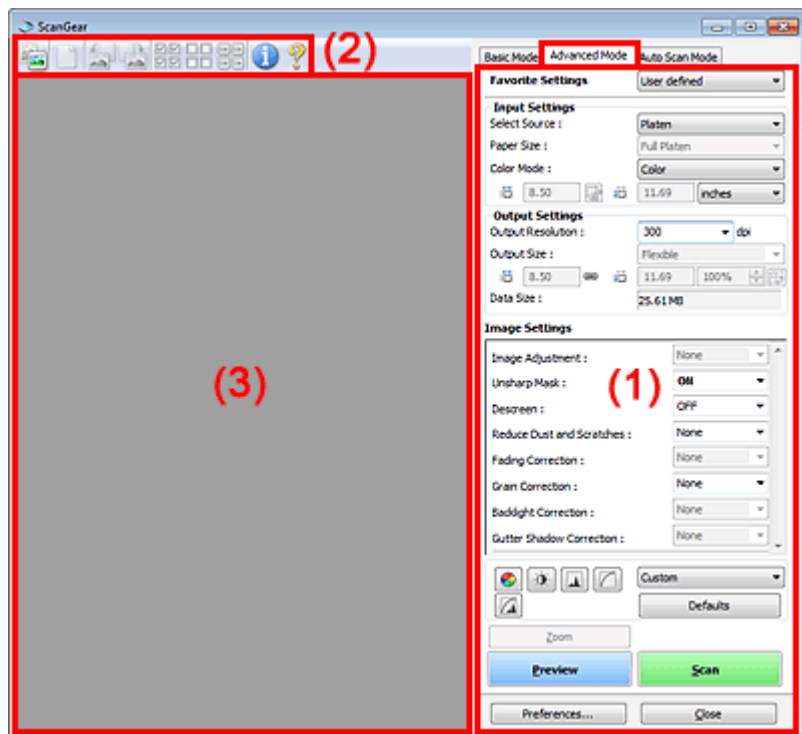 ScanGear
(2)
Basic Mode Advanced Mode Auto Scan Mode
Favorite Settings User defined
Input Settings
Select Source : Platen
Paper Size : Full Platen
Color Mode : Color
8.50 11.69 inches
Output Settings
Output Resolution : 300 dpi
Output Size : Flexible
8.50 11.69 100%
Data Size : 25.61 MB
Image Settings
Image Adjustment : None
Unsharp Mask : ON
Descreen : OFF
Reduce Dust and Scratches : None
Fading Correction : None
Grain Correction : None
Backlight Correction : None
Gutter Shadow Correction : None
(3)
(1)
Custom
Defaults
Zoom
Preview Scan
Preferences... Close